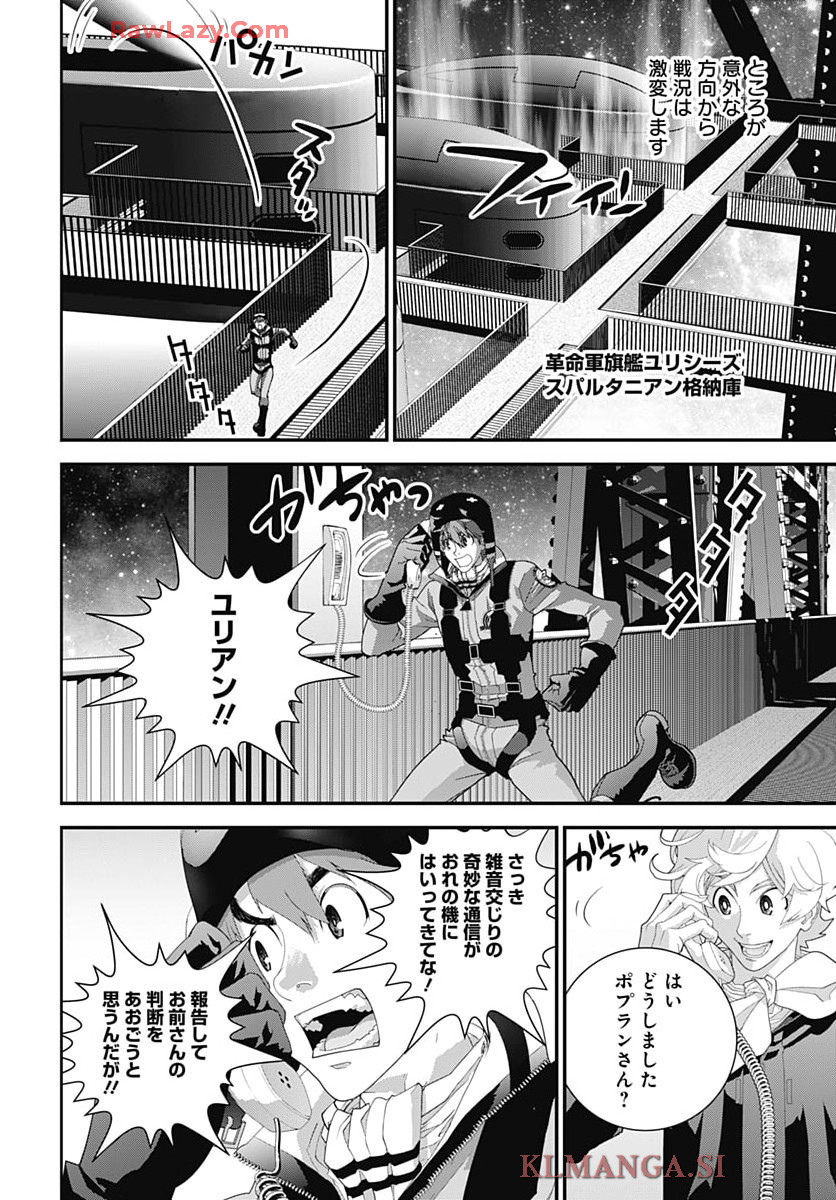 RawLazy.Com
ところが
意外な
方向から
戦況は
激変します
フィイイン
革命軍旗艦ユリシーズ
スパルタニアン格納庫
パカン
スタッ
タタタタ
タタタ
がちゃっ
ユリアン!!
がちゃ
はい
どうしました
ポプランさん?
さっき
雑音交じりの
奇妙な通信が
おれの機に
はいってきてな!
報告して
お前さんの
判断を
あおごうと
思うんだが!!
KLMANGA.SI